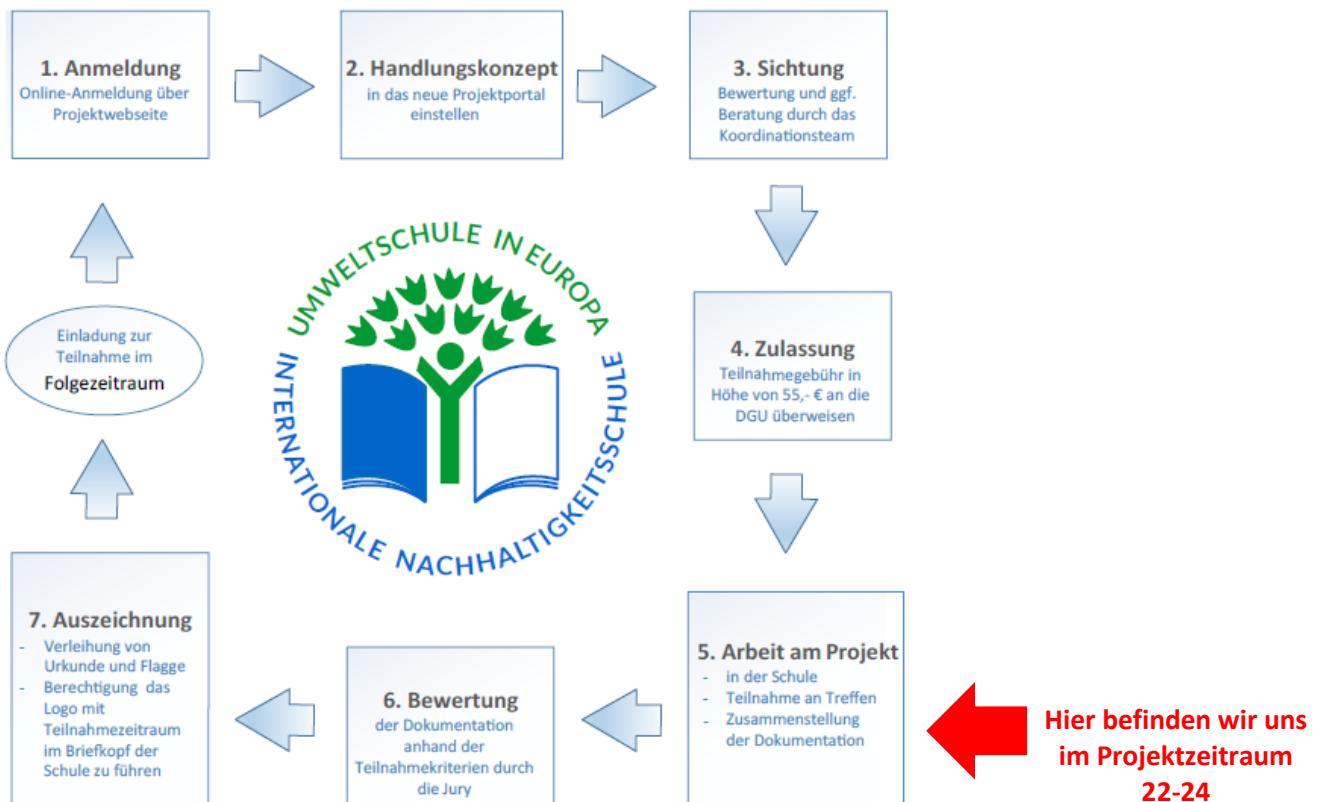 1. Anmeldung
Online-Anmeldung über
Projektwebseite
2. Handlungskonzept
in das neue Projektportal
einstellen
3. Sichtung
Bewertung und ggf.
Beratung durch das
Koordinationsteam
UMWELTSCHULE IN EUROPA
INTERNATIONALE NACHHALTIGKEITSSCHULE
Einladung zur
Teilnahme im
Folgezeitraum
4. Zulassung
Teilnahmegebühr in
Höhe von 55,- € an die
DGU überweisen
7. Auszeichnung
- Verleihung von
Urkunde und Flagge
- Berechtigung das
Logo mit
Teilnahmezeitraum
im Briefkopf der
Schule zu führen
6. Bewertung
der Dokumentation
anhand der
Teilnahmekriterien durch
die Jury
5. Arbeit am Projekt
- in der Schule
- Teilnahme an Treffen
- Zusammenstellung
der Dokumentation
Hier befinden wir uns
im Projektzeitraum
22-24